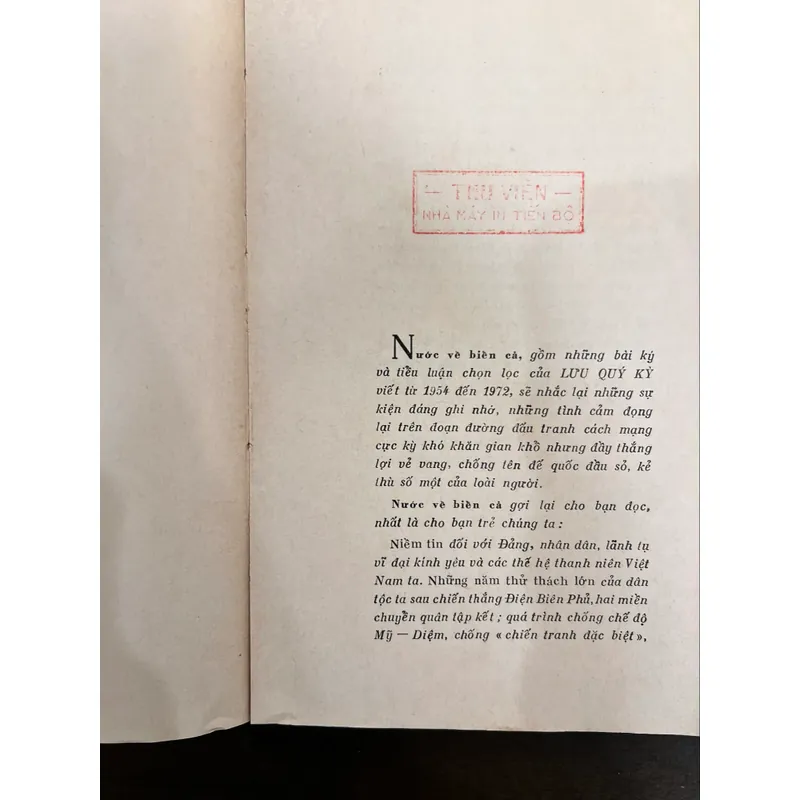 — THƯ VIỆN —
NHÀ MÁY IN TIẾN BỘ
Nước về biển cả, gồm những bài ký
và tiểu luận chọn lọc của LƯU QUÝ KỲ
viết từ 1954 đến 1972, sẽ nhắc lại những sự
kiện đáng ghi nhớ, những tình cảm đọng
lại trên đoạn đường đấu tranh cách mạng
cực kỳ khó khăn gian khổ nhưng đầy thắng
lợi vẻ vang, chống tên đế quốc đầu sỏ, kẻ
thù số một của loài người.
Nước về biển cả gợi lại cho bạn đọc,
nhất là cho bạn trẻ chúng ta :
Niềm tin đối với Đảng, nhân dân, lãnh tụ
vĩ đại kính yêu và các thế hệ thanh niên Việt
Nam ta. Những năm thử thách lớn của dân
tộc ta sau chiến thắng Điện Biên Phủ, hai miền
chuyển quân tập kết ; quá trình chống chế độ
Mỹ — Diệm, chống « chiến tranh đặc biệt »,